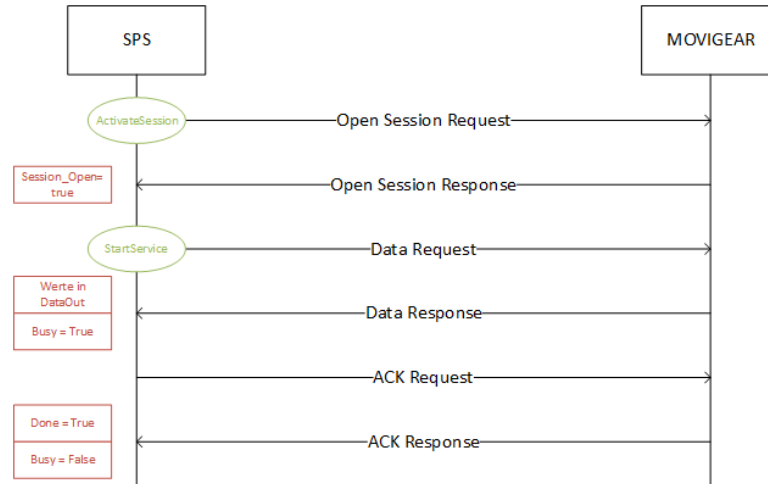 SPS
MOVIGEAR
ActivateSession
Open Session Request
Session_Open=
true
Open Session Response
StartService
Data Request
Werte in
DataOut
Busy = True
Data Response
ACK Request
Done = True
Busy = False
ACK Response